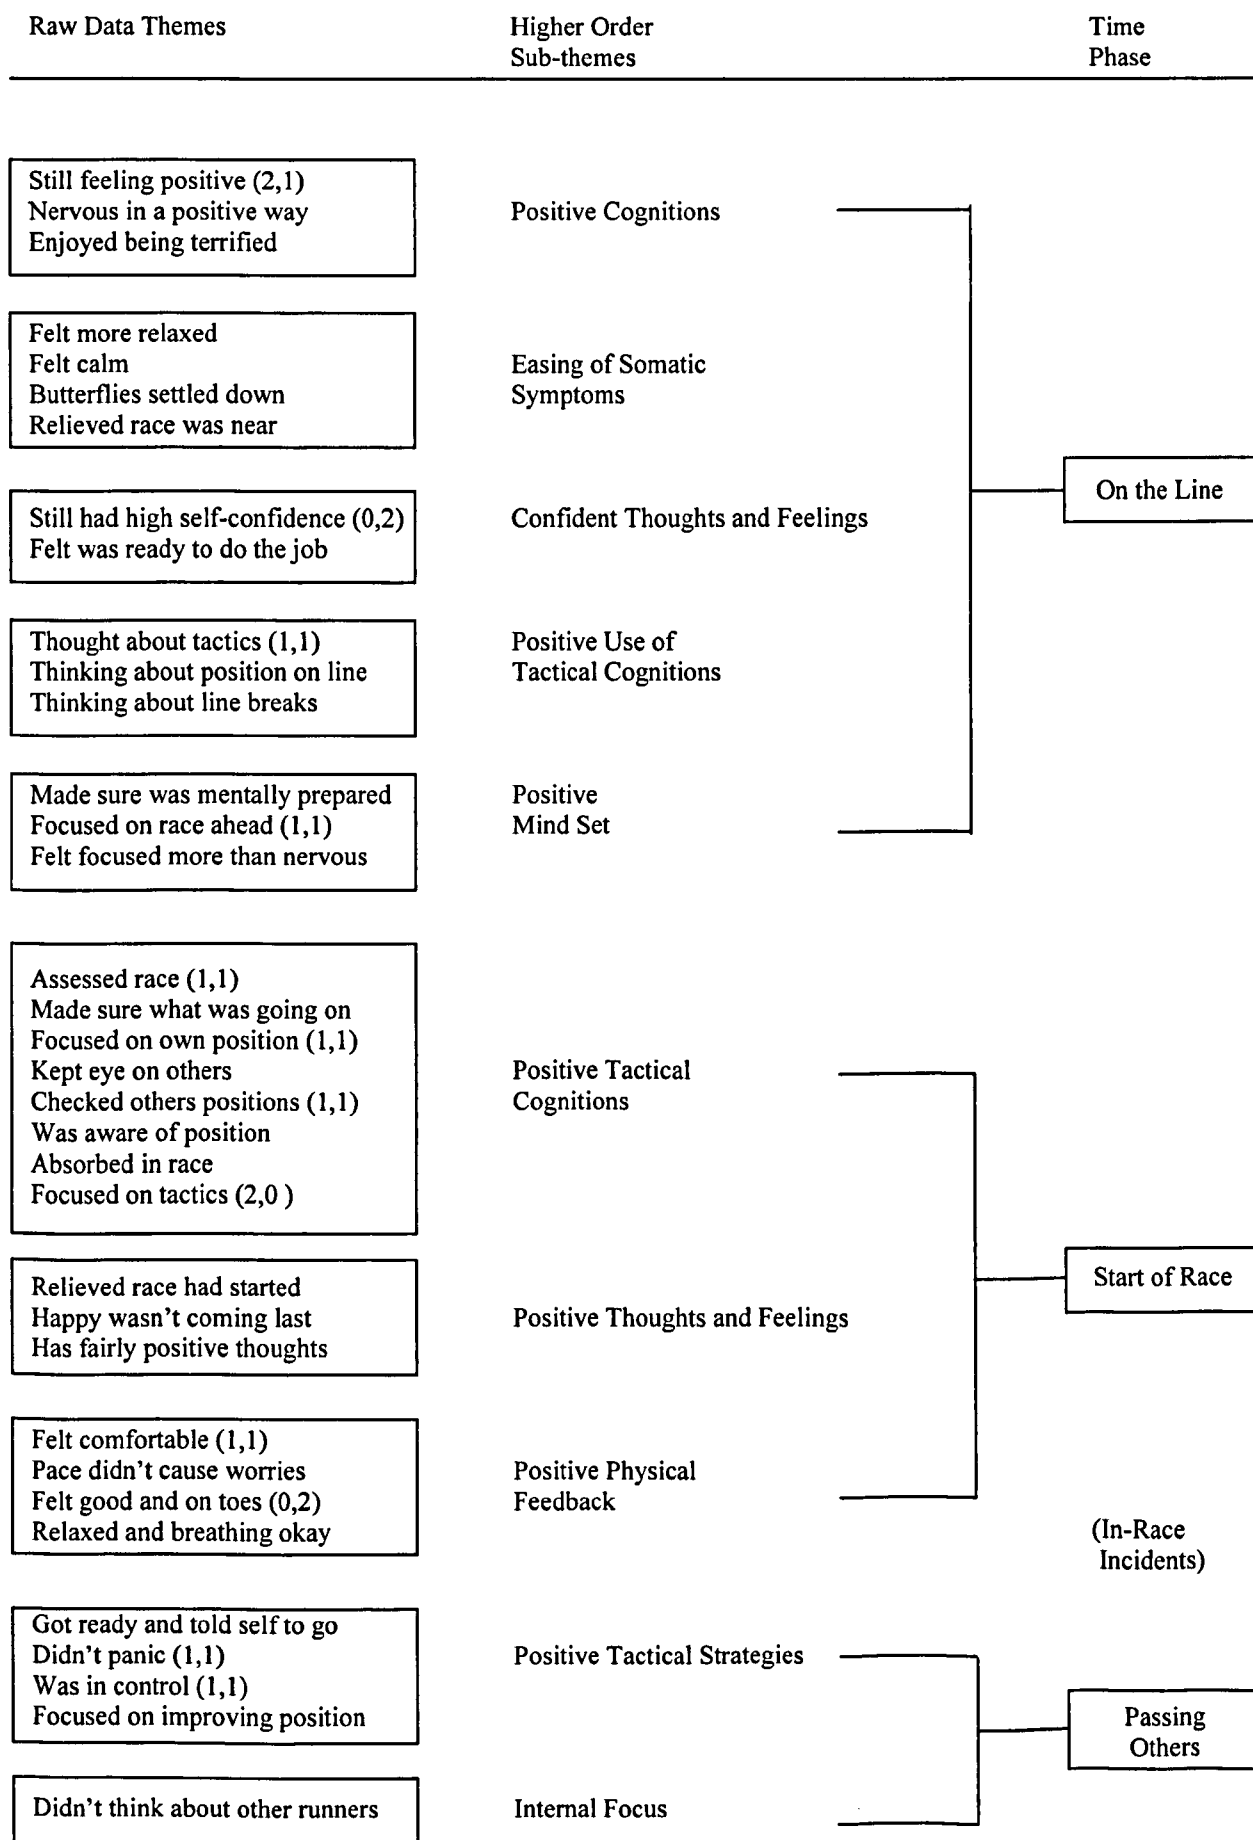 Raw Data Themes
Higher Order
Sub-themes
Time
Phase
Still feeling positive (2,1)
Nervous in a positive way
Enjoyed being terrified
Positive Cognitions
Felt more relaxed
Felt calm
Butterflies settled down
Relieved race was near
Easing of Somatic
Symptoms
Still had high self-confidence (0,2)
Felt was ready to do the job
Confident Thoughts and Feelings
On the Line
Thought about tactics (1,1)
Thinking about position on line
Thinking about line breaks
Positive Use of
Tactical Cognitions
Made sure was mentally prepared
Focused on race ahead (1,1)
Felt focused more than nervous
Positive
Mind Set
Assessed race (1,1)
Made sure what was going on
Focused on own position (1,1)
Kept eye on others
Checked others positions (1,1)
Was aware of position
Absorbed in race
Focused on tactics (2,0 )
Positive Tactical
Cognitions
Relieved race had started
Happy wasn't coming last
Has fairly positive thoughts
Positive Thoughts and Feelings
Start of Race
Felt comfortable (1,1)
Pace didn't cause worries
Felt good and on toes (0,2)
Relaxed and breathing okay
Positive Physical
Feedback
(In-Race
Incidents)
Got ready and told self to go
Didn't panic (1,1)
Was in control (1,1)
Focused on improving position
Positive Tactical Strategies
Passing
Others
Didn't think about other runners
Internal Focus